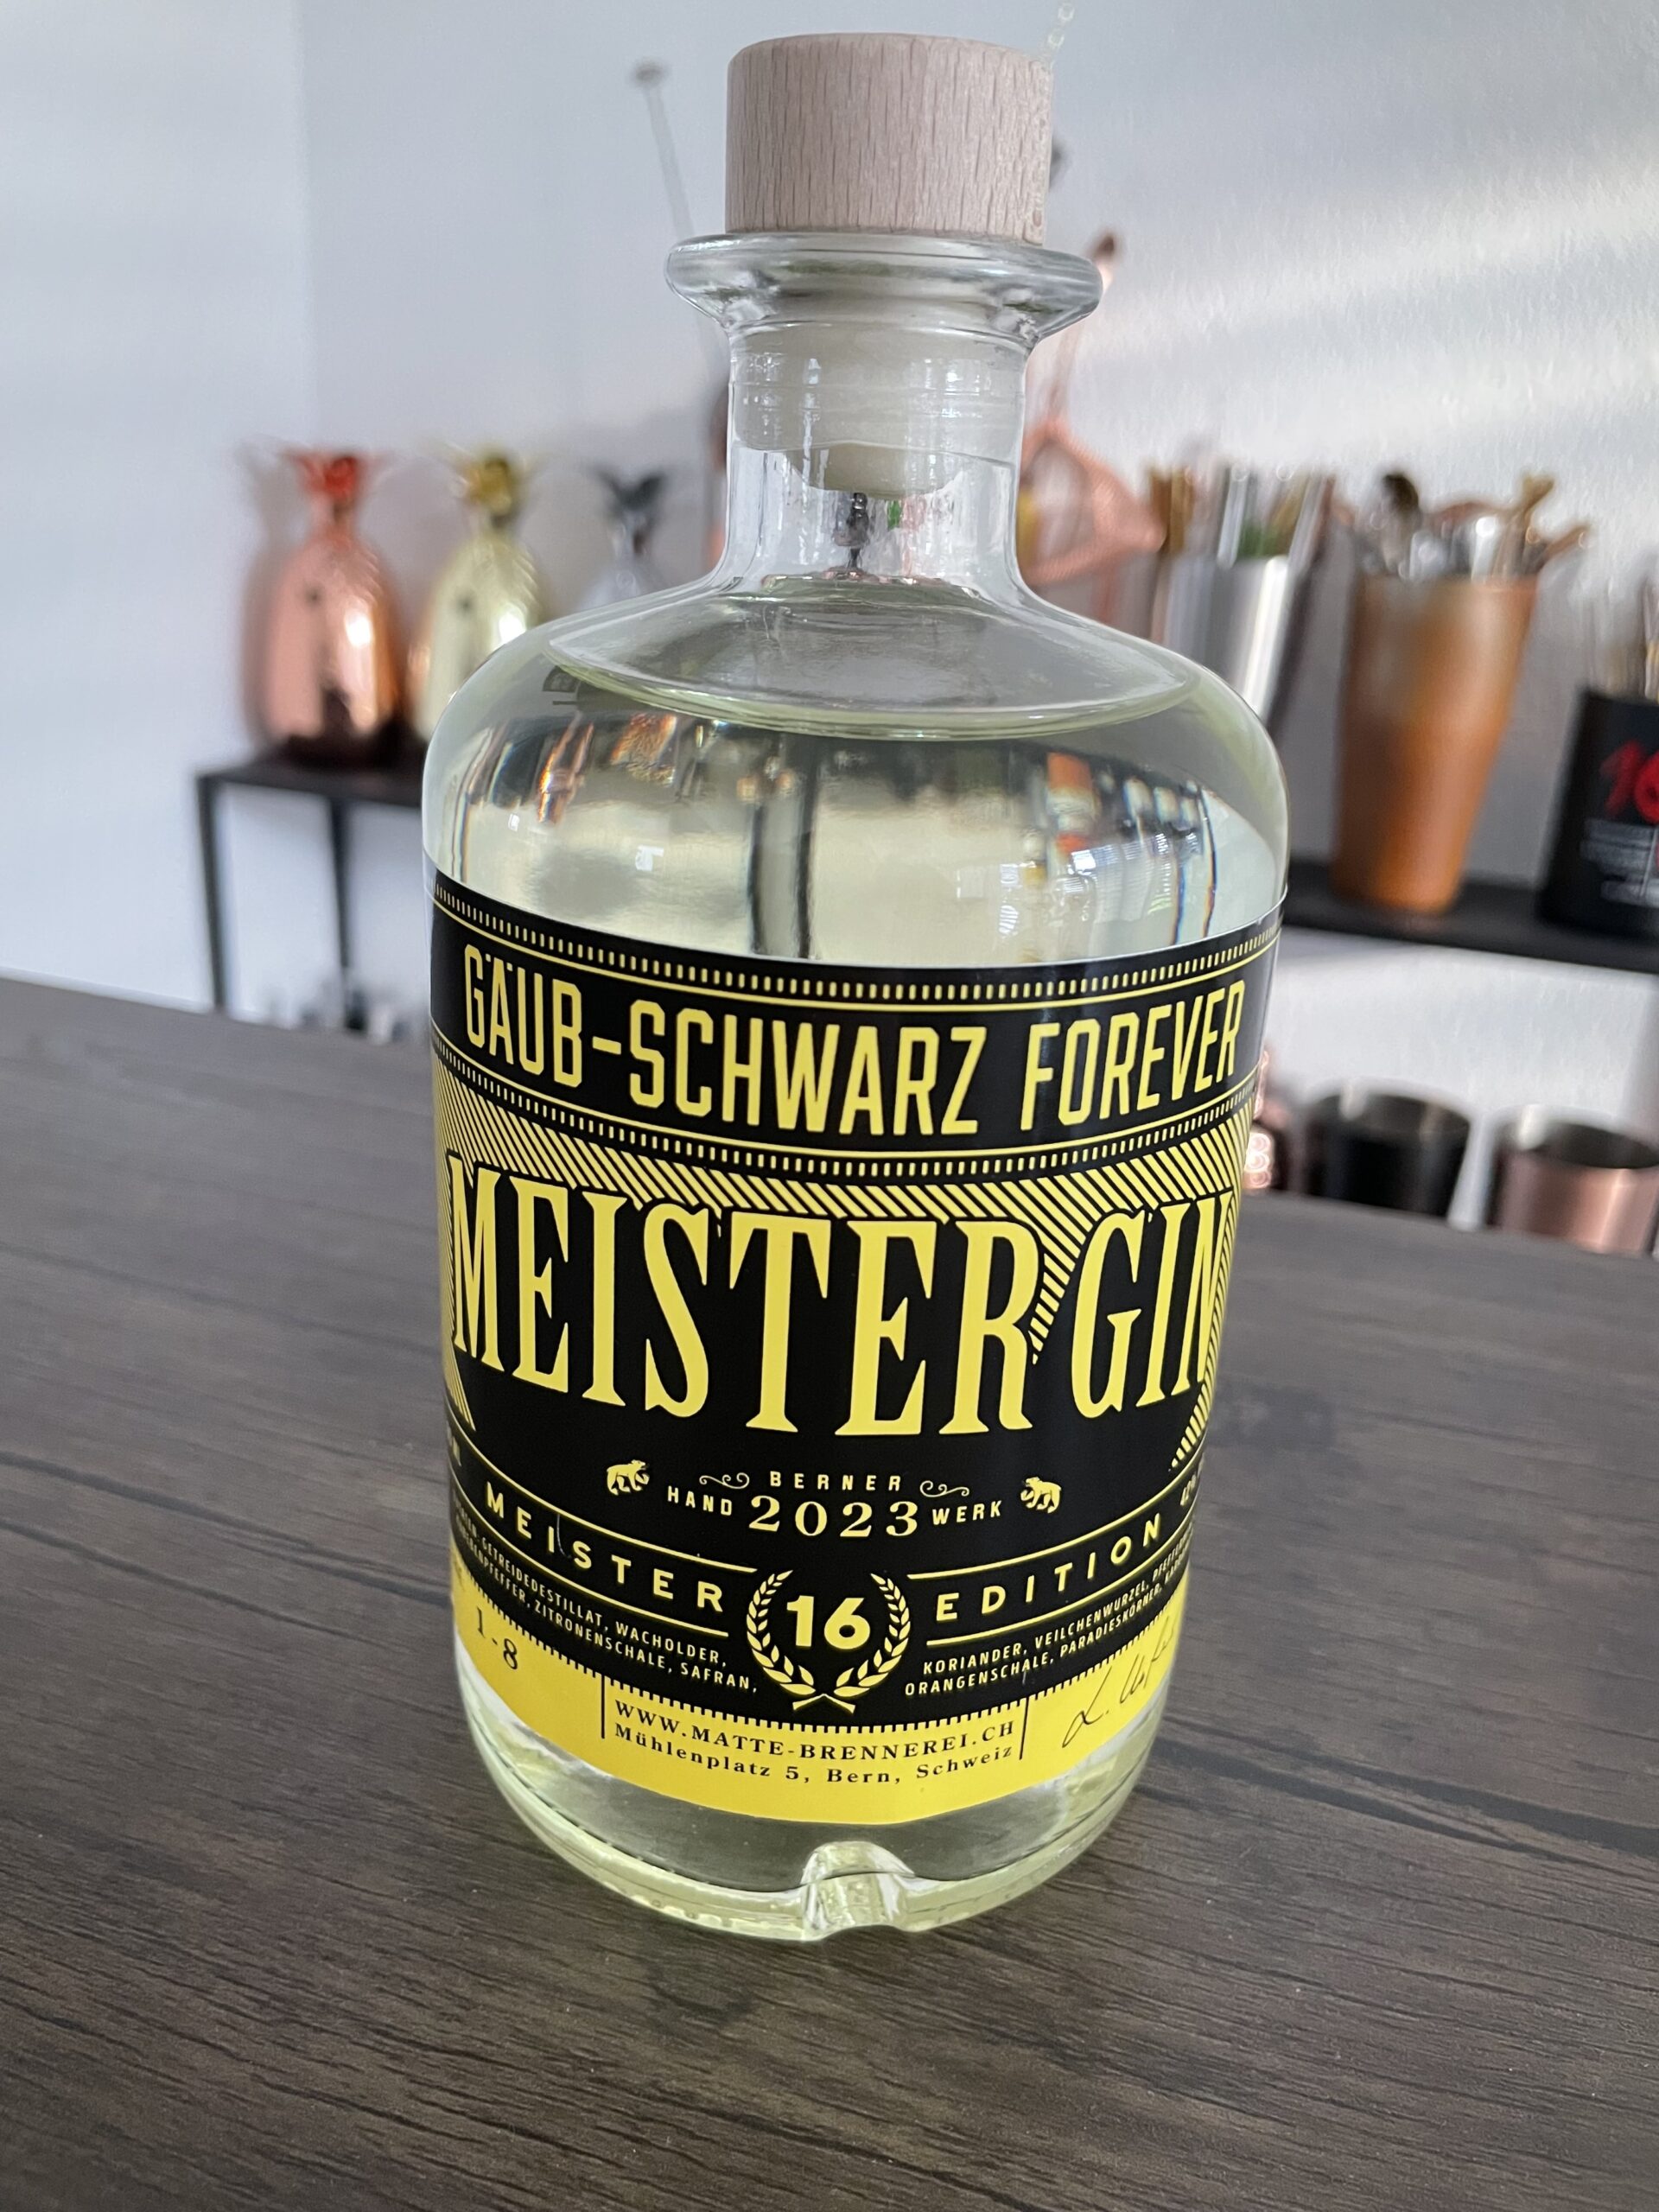 GÄUB-SCHWARZ FOREVER
MEISTER GIN
BERNER
HAND 2023 WERK
MEISTER 16 EDITION
GETREIDEDESTILLAT, WACHOLDER,
ZITRONENSCHALE, SAFRAN,
KORIANDER, VEILCHENWURZEL,
ORANGENSCHALE, PARADIESKÖRNER,
1-8
WWW.MATTE-BRENNEREI.CH
Mühlenplatz 5, Bern, Schweiz